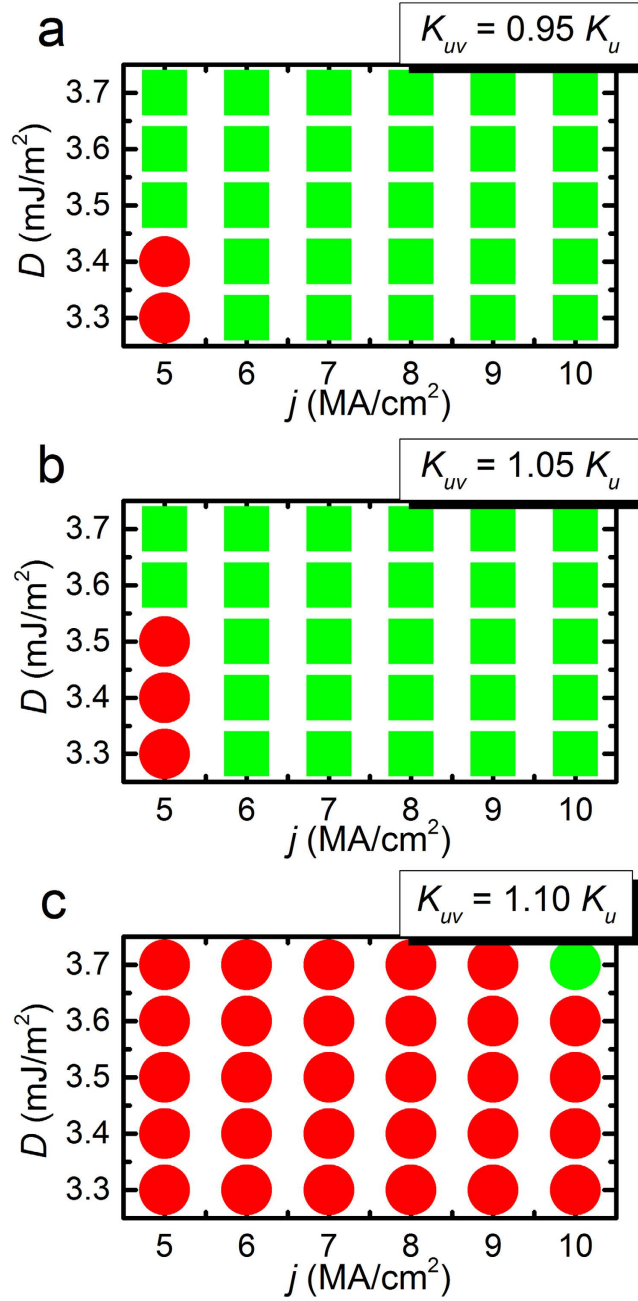 a
K_uv = 0.95 K_u
3.7
3.6
3.5
3.4
3.3
D (mJ/m²)
5 6 7 8 9 10
j (MA/cm²)
b
K_uv = 1.05 K_u
3.7
3.6
3.5
3.4
3.3
D (mJ/m²)
5 6 7 8 9 10
j (MA/cm²)
c
K_uv = 1.10 K_u
3.7
3.6
3.5
3.4
3.3
D (mJ/m²)
5 6 7 8 9 10
j (MA/cm²)